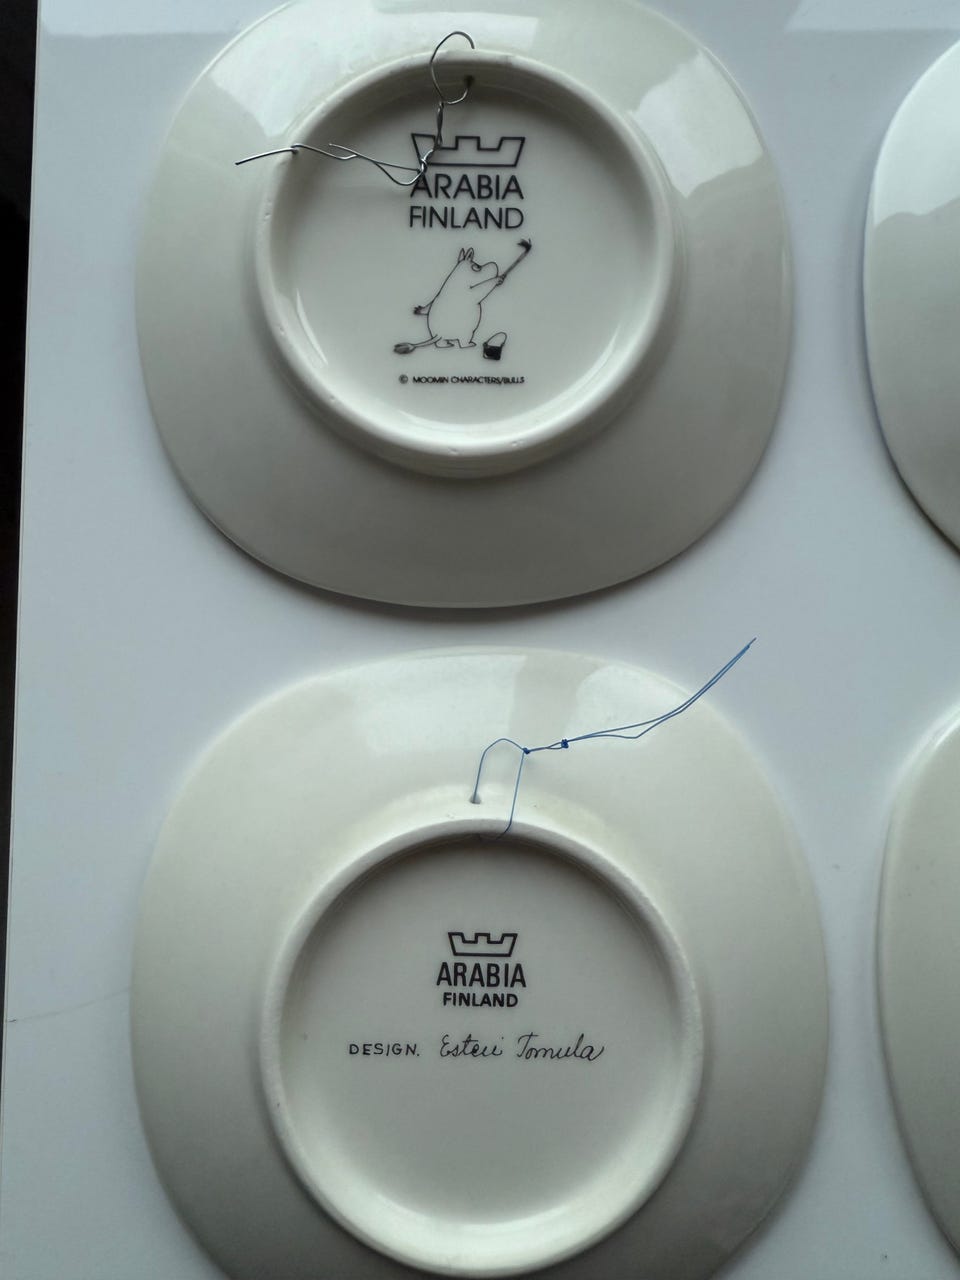 ARABIA
FINLAND
© MOOMIN CHARACTERS/BULLS
ARABIA
FINLAND
DESIGN. Esteri Tomula